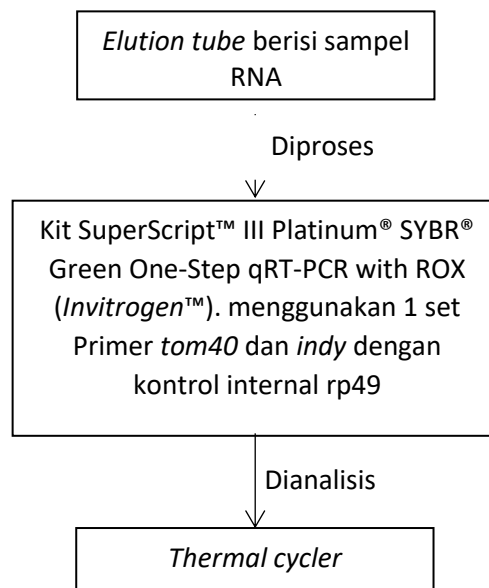 Elution tube berisi sampel
RNA
Diproses
Kit SuperScript™ III Platinum® SYBR®
Green One-Step qRT-PCR with ROX
(Invitrogen™). menggunakan 1 set
Primer tom40 dan indy dengan
kontrol internal rp49
Dianalisis
Thermal cycler